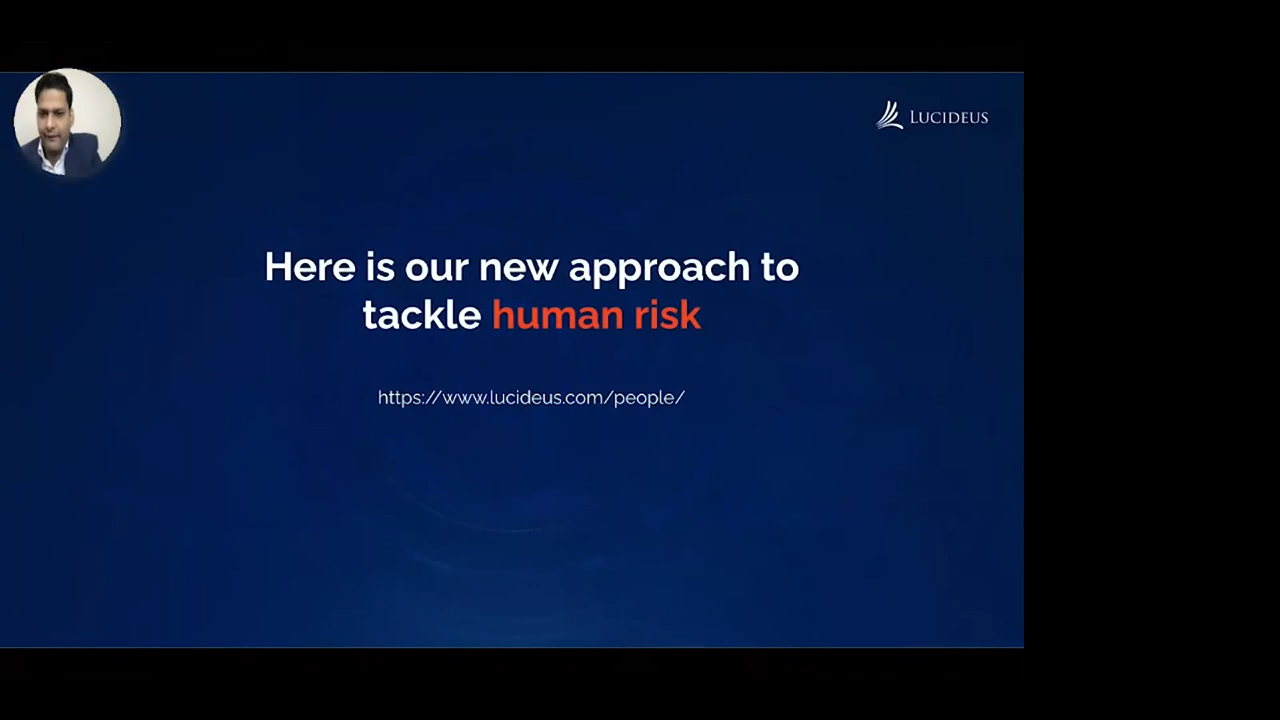 LUCIDEUS
Here is our new approach to
tackle human risk
https://www.lucideus.com/people/